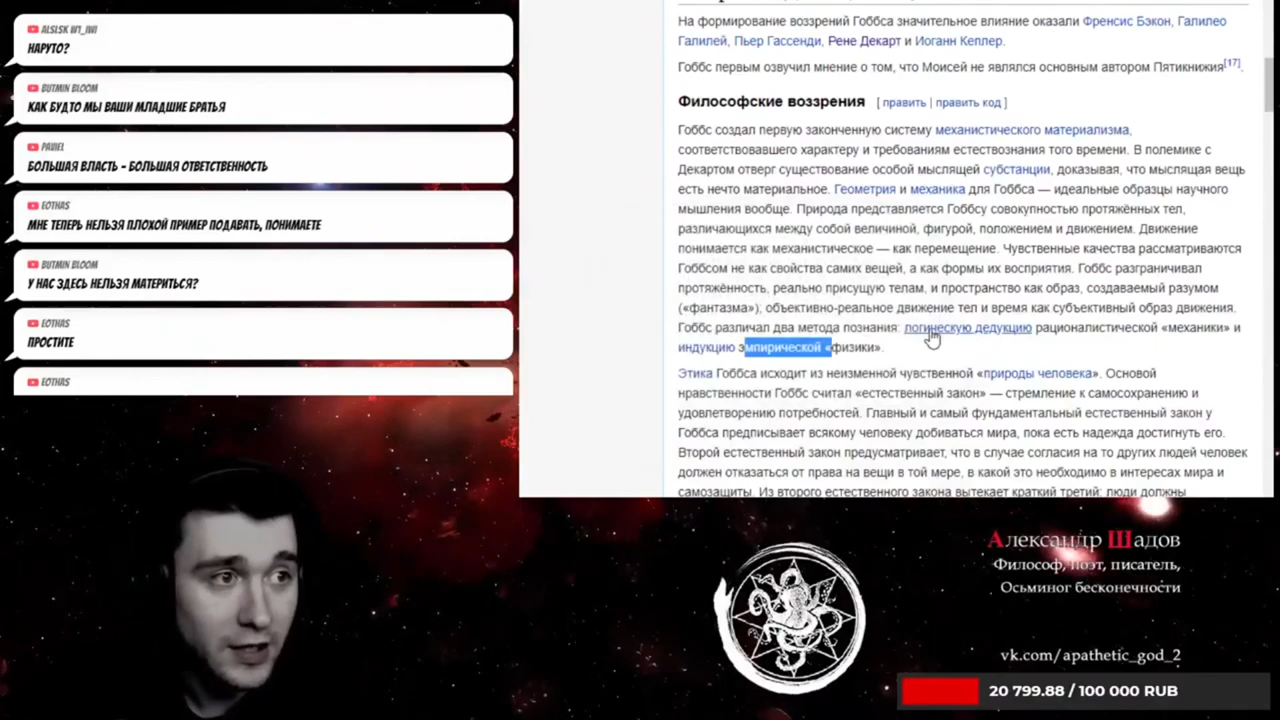 ALSLSK W1_IWI
НАРУТО?
BUTMIN BLOOM
КАК БУДТО МЫ ВАШИ МЛАДШИЕ БРАТЬЯ
PAVVEL
БОЛЬШАЯ ВЛАСТЬ - БОЛЬШАЯ ОТВЕТСТВЕННОСТЬ
EOTHAS
МНЕ ТЕПЕРЬ НЕЛЬЗЯ ПЛОХОЙ ПРИМЕР ПОДАВАТЬ, ПОНИМАЕТЕ
BUTMIN BLOOM
У НАС ЗДЕСЬ НЕЛЬЗЯ МАТЕРИТЬСЯ?
EOTHAS
ПРОСТИТЕ
EOTHAS
На формирование воззрений Гоббса значительное влияние оказали Френсис Бэкон, Галилео
Галилей, Пьер Гассенди, Рене Декарт и Иоганн Кеплер.
Гоббс первым озвучил мнение о том, что Моисей не являлся основным автором Пятикнижия[17].
Философские воззрения [ править | править код ]
Гоббс создал первую законченную систему механистического материализма,
соответствовавшего характеру и требованиям естествознания того времени. В полемике с
Декартом отверг существование особой мыслящей субстанции, доказывая, что мыслящая вещь
есть нечто материальное. Геометрия и механика для Гоббса — идеальные образцы научного
мышления вообще. Природа представляется Гоббсу совокупностью протяжённых тел,
различающихся между собой величиной, фигурой, положением и движением. Движение
понимается как механистическое — как перемещение. Чувственные качества рассматриваются
Гоббсом не как свойства самих вещей, а как формы их восприятия. Гоббс разграничивал
протяжённость, реально присущую телам, и пространство как образ, создаваемый разумом
(«фантазма»); объективно-реальное движение тел и время как субъективный образ движения.
Гоббс различал два метода познания: логическую дедукцию рационалистической «механики» и
индукцию эмпирической «физики».
Этика Гоббса исходит из неизменной чувственной «природы человека». Основой
нравственности Гоббс считал «естественный закон» — стремление к самосохранению и
удовлетворению потребностей. Главный и самый фундаментальный естественный закон у
Гоббса предписывает всякому человеку добиваться мира, пока есть надежда достигнуть его.
Второй естественный закон предусматривает, что в случае согласия на то других людей человек
должен отказаться от права на вещи в той мере, в какой это необходимо в интересах мира и
самозащиты. Из второго естественного закона вытекает краткий третий: люди должны
Александр Шадов
Философ, поэт, писатель,
Осьминог бесконечности
vk.com/apathetic_god_2
20 799.88 / 100 000 RUB